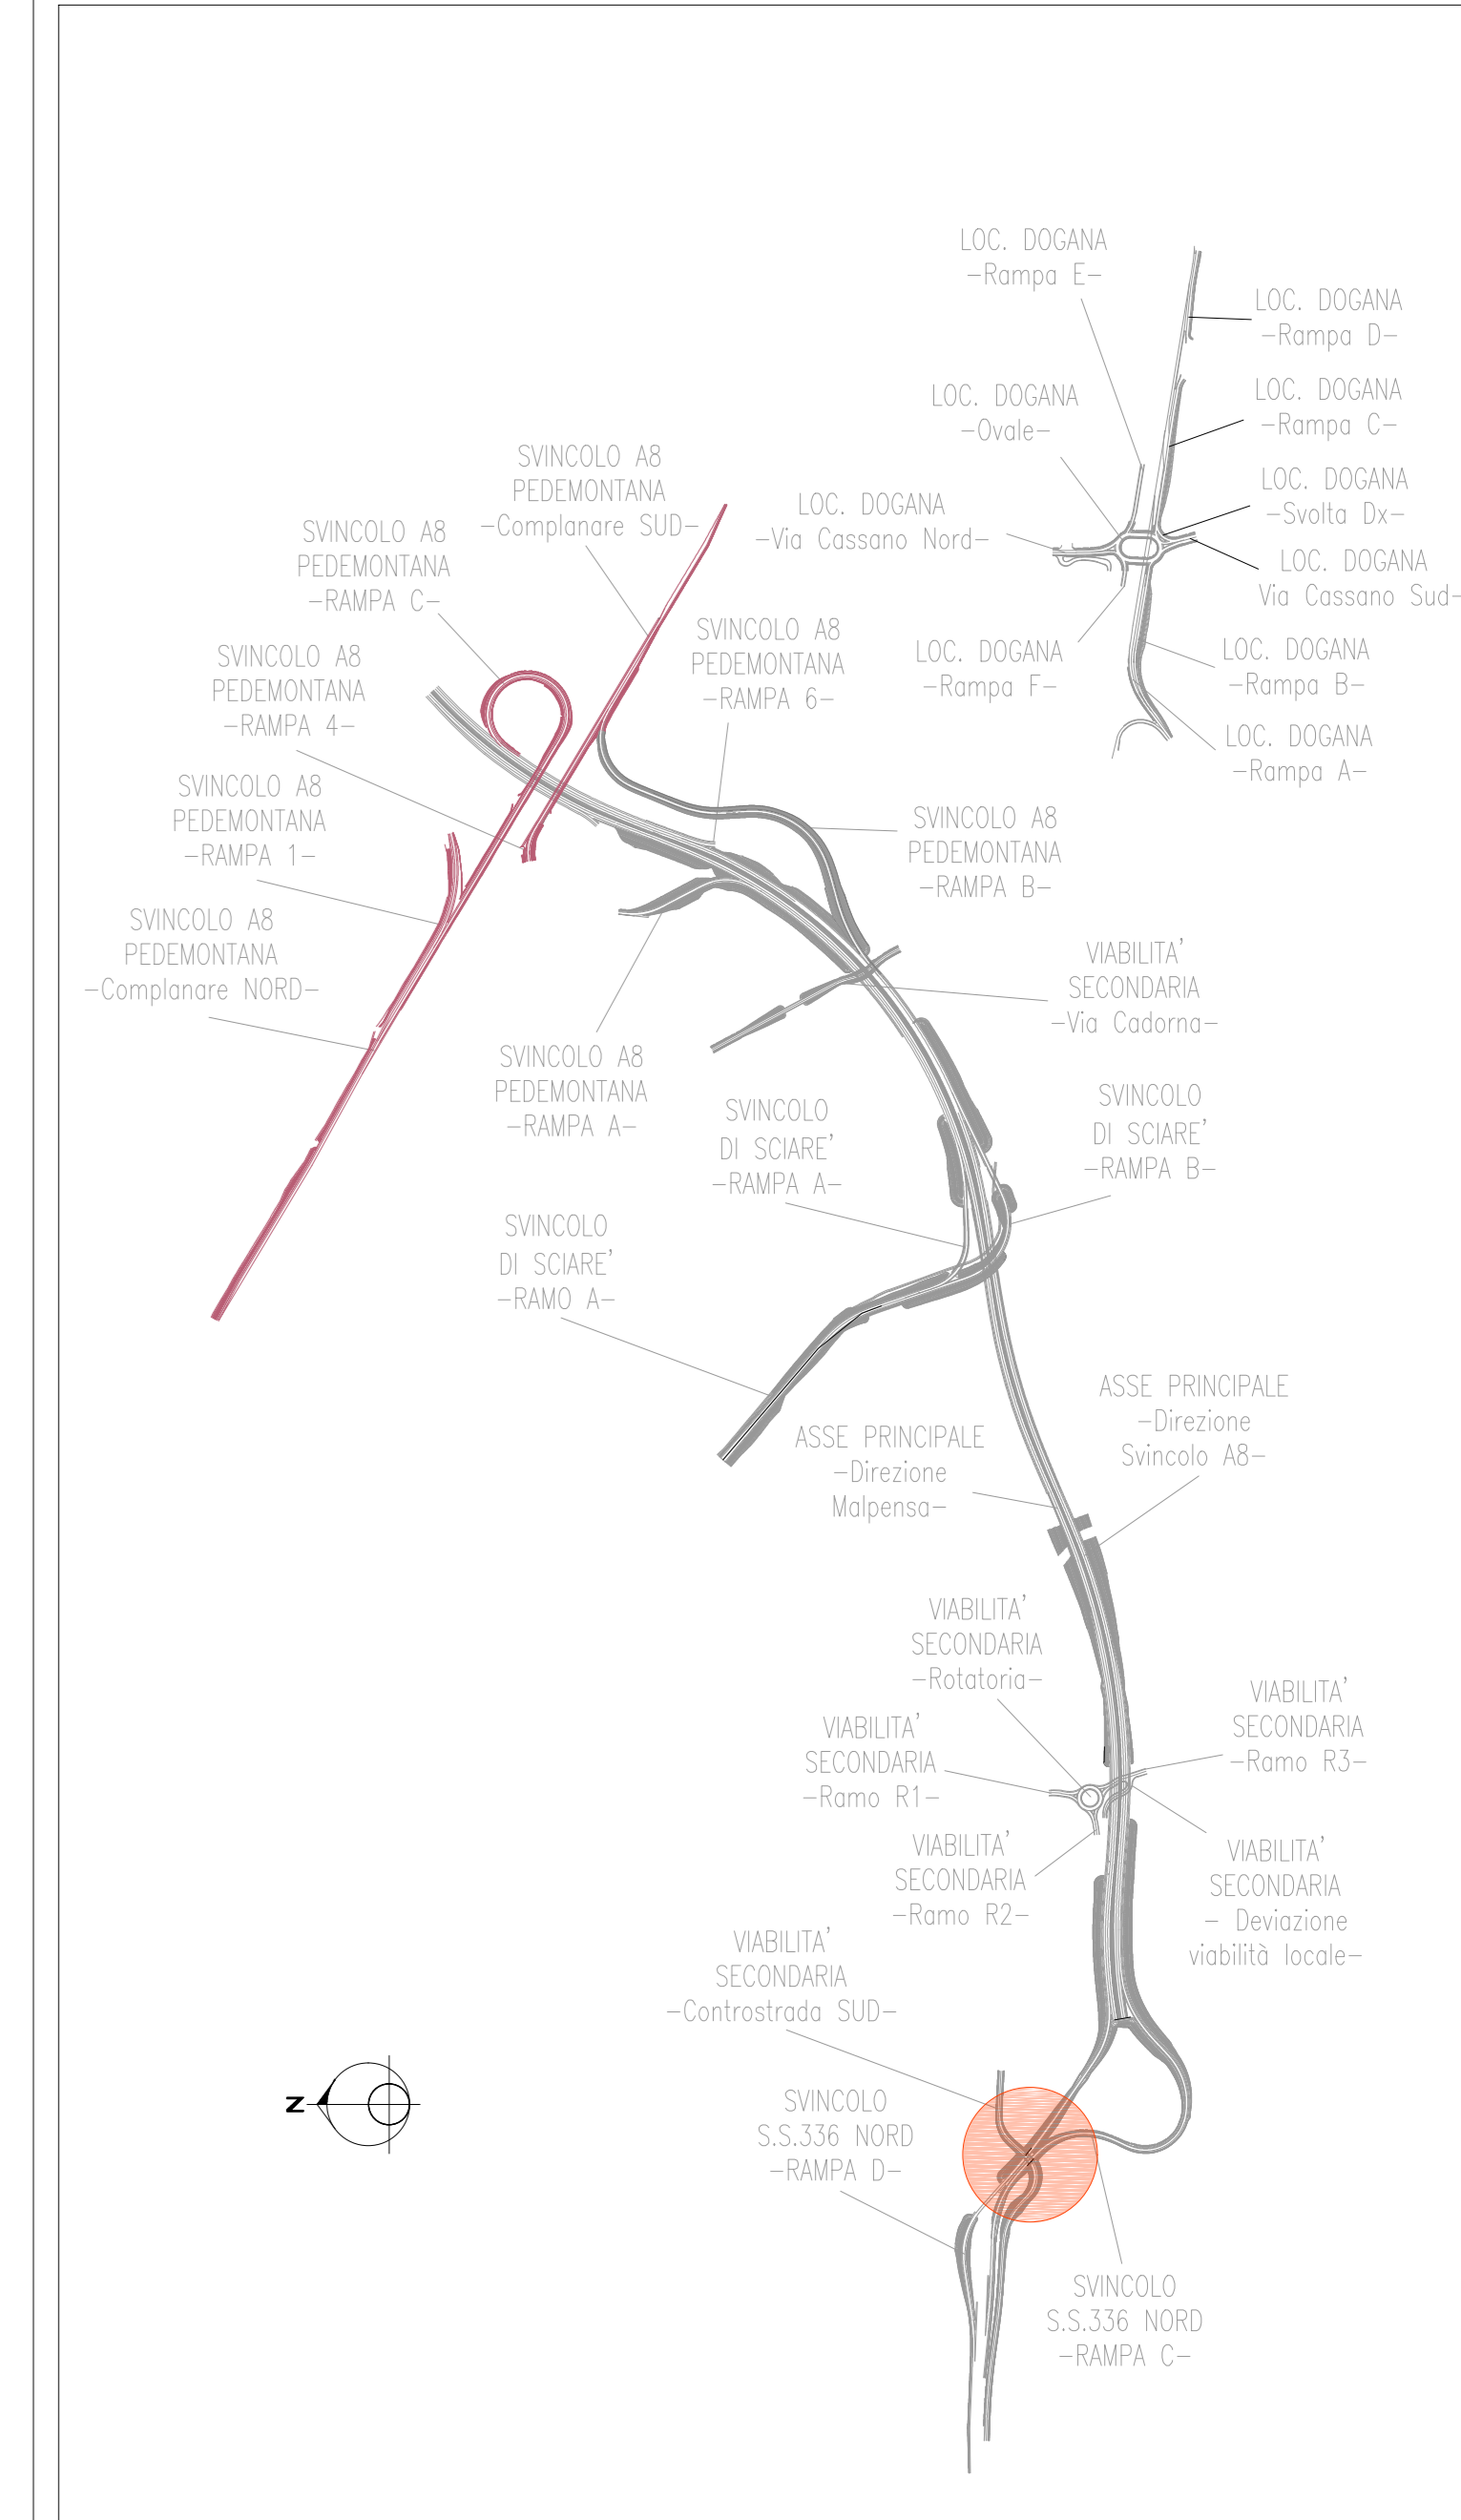 LOC. DOGANA
-Rampa E-
LOC. DOGANA
-Rampa D-
LOC. DOGANA
-Ovale-
LOC. DOGANA
-Rampa C-
SVINCOLO A8
PEDEMONTANA
-Complanare SUD-
LOC. DOGANA
-Svolta Dx-
LOC. DOGANA
-Via Cassano Nord-
SVINCOLO A8
PEDEMONTANA
-RAMPA C-
LOC. DOGANA
Via Cassano Sud-
SVINCOLO A8
PEDEMONTANA
-RAMPA 6-
LOC. DOGANA
-Rampa F-
LOC. DOGANA
-Rampa B-
SVINCOLO A8
PEDEMONTANA
-RAMPA 4-
LOC. DOGANA
-Rampa A-
SVINCOLO A8
PEDEMONTANA
-RAMPA 1-
SVINCOLO A8
PEDEMONTANA
-RAMPA B-
SVINCOLO A8
PEDEMONTANA
-Complanare NORD-
VIABILITA'
SECONDARIA
-Via Cadorna-
SVINCOLO A8
PEDEMONTANA
-RAMPA A-
SVINCOLO
DI SCIARE'
-RAMPA A-
SVINCOLO
DI SCIARE'
-RAMPA B-
SVINCOLO
DI SCIARE'
-RAMO A-
ASSE PRINCIPALE
-Direzione
Svincolo A8-
ASSE PRINCIPALE
-Direzione
Malpensa-
VIABILITA'
SECONDARIA
-Rotatoria-
VIABILITA'
SECONDARIA
-Ramo R3-
VIABILITA'
SECONDARIA
-Ramo R1-
VIABILITA'
SECONDARIA
-Ramo R2-
VIABILITA'
SECONDARIA
- Deviazione
viabilità locale-
VIABILITA'
SECONDARIA
-Controstrada SUD-
N
SVINCOLO
S.S.336 NORD
-RAMPA D-
SVINCOLO
S.S.336 NORD
-RAMPA C-